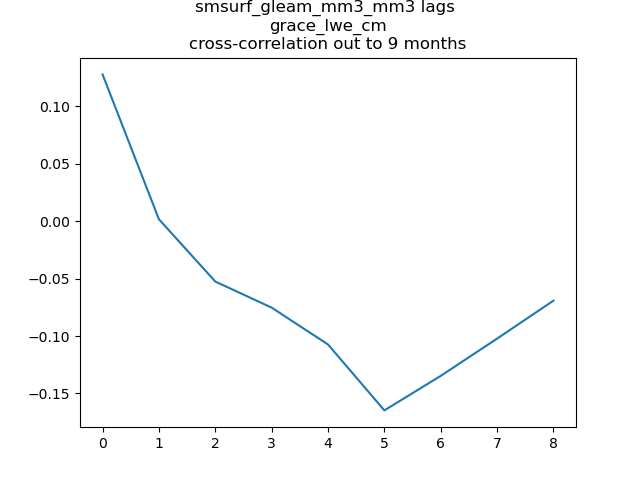 smsurf_gleam_mm3_mm3 lags
grace_lwe_cm
cross-correlation out to 9 months
0.10
0.05
0.00
−0.05
−0.10
−0.15
0 1 2 3 4 5 6 7 8